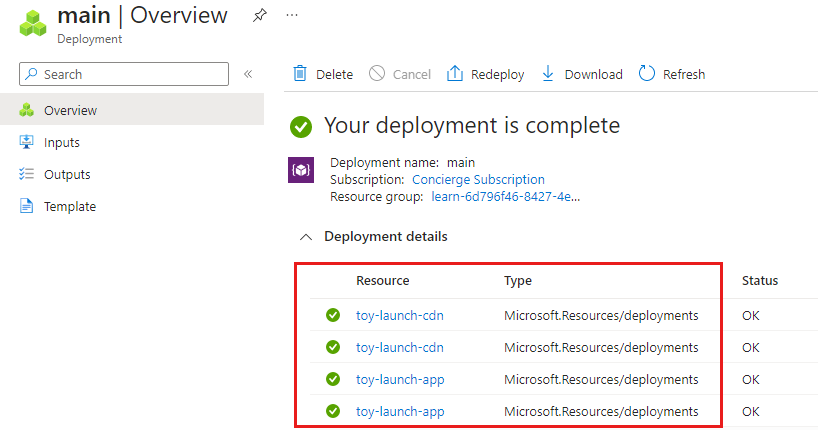 main | Overview
Deployment
Search
Overview
Inputs
Outputs
Template
Delete Cancel Redeploy Download Refresh
Your deployment is complete
Deployment name: main
Subscription: Concierge Subscription
Resource group: learn-6d796f46-8427-4e...
Deployment details
Resource Type Status
toy-launch-cdn Microsoft.Resources/deployments OK
toy-launch-cdn Microsoft.Resources/deployments OK
toy-launch-app Microsoft.Resources/deployments OK
toy-launch-app Microsoft.Resources/deployments OK